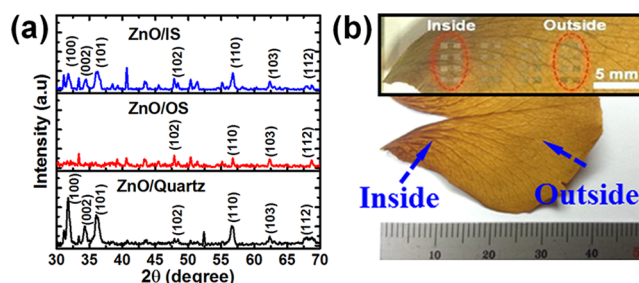 (a)
ZnO/IS
(100)
(002)
(101)
(102)
(110)
(103)
(112)
ZnO/OS
(102)
(110)
(103)
(112)
ZnO/Quartz
(100)
(002)
(101)
(102)
(110)
(103)
(112)
Intensity (a.u)
30 35 40 45 50 55 60 65 70
2θ (degree)
(b)
Inside Outside
5 mm
Inside Outside
10 20 30 40